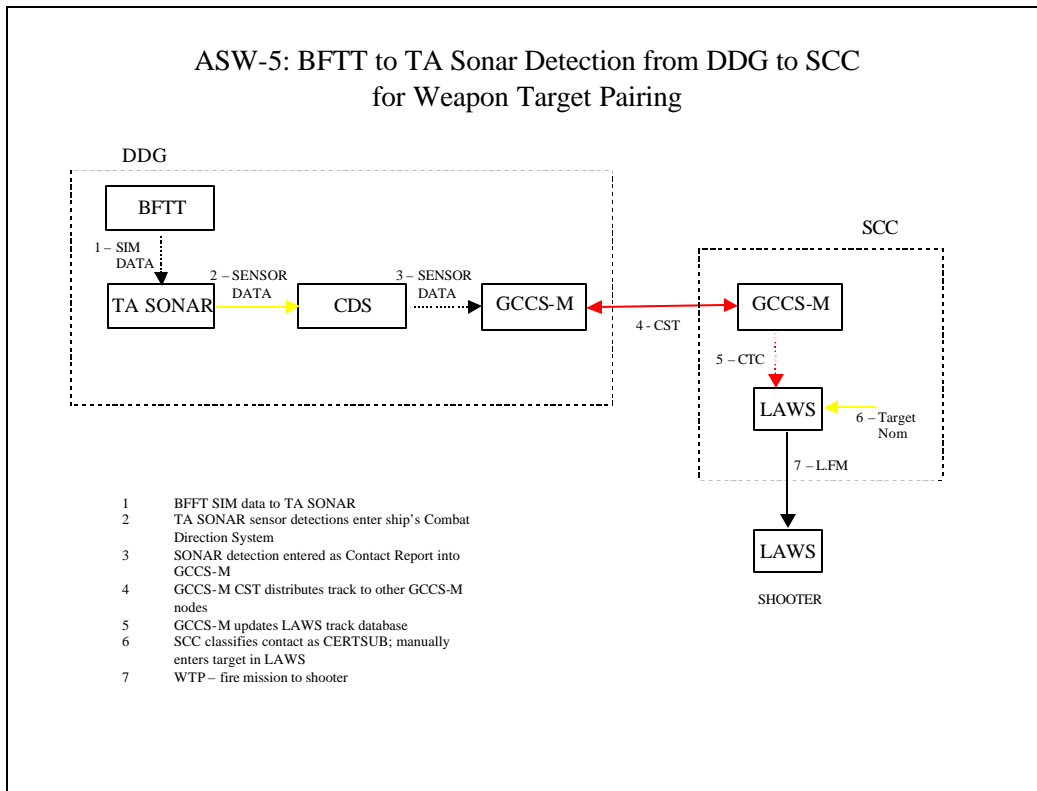 ASW-5: BFTT to TA Sonar Detection from DDG to SCC
for Weapon Target Pairing
DDG
BFTT
1 – SIM
DATA
TA SONAR
2 – SENSOR
DATA
CDS
3 – SENSOR
DATA
GCCS-M
4 - CST
SCC
GCCS-M
5 – CTC
LAWS
6 – Target
Nom
7 – L.FM
LAWS
SHOOTER
1 BFFT SIM data to TA SONAR
2 TA SONAR sensor detections enter ship's Combat
Direction System
3 SONAR detection entered as Contact Report into
GCCS-M
4 GCCS-M CST distributes track to other GCCS-M
nodes
5 GCCS-M updates LAWS track database
6 SCC classifies contact as CERTSUB; manually
enters target in LAWS
7 WTP – fire mission to shooter